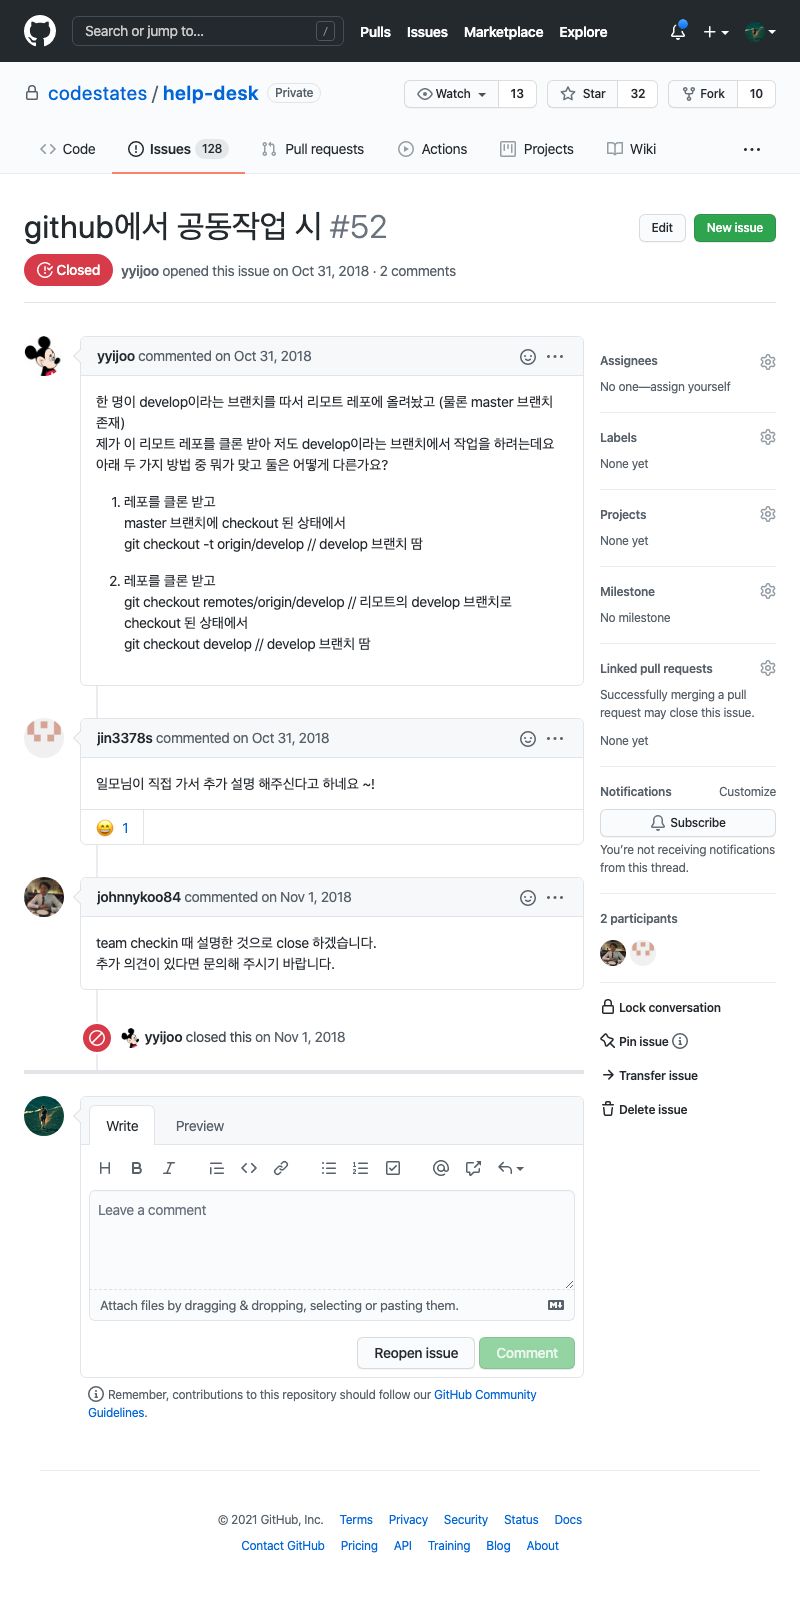 Search or jump to... /
Pulls Issues Marketplace Explore
codestates / help-desk Private
Watch 13
Star 32
Fork 10
Code
Issues 128
Pull requests
Actions
Projects
Wiki
github에서 공동작업 시 #52
Edit
New issue
Closed yyijoo opened this issue on Oct 31, 2018 · 2 comments
yyijoo commented on Oct 31, 2018
한 명이 develop이라는 브랜치를 따서 리모트 레포에 올려놨고 (물론 master 브랜치
존재)
제가 이 리모트 레포를 클론 받아 저도 develop이라는 브랜치에서 작업을 하려는데요
아래 두 가지 방법 중 뭐가 맞고 둘은 어떻게 다른가요?
1. 레포를 클론 받고
master 브랜치에 checkout 된 상태에서
git checkout -t origin/develop // develop 브랜치 땀
2. 레포를 클론 받고
git checkout remotes/origin/develop // 리모트의 develop 브랜치로
checkout 된 상태에서
git checkout develop // develop 브랜치 땀
jin3378s commented on Oct 31, 2018
일모님이 직접 가서 추가 설명 해주신다고 하네요 ~!
😄 1
johnnykoo84 commented on Nov 1, 2018
team checkin 때 설명한 것으로 close 하겠습니다.
추가 의견이 있다면 문의해 주시기 바랍니다.
yyijoo closed this on Nov 1, 2018
Write Preview
Leave a comment
Attach files by dragging & dropping, selecting or pasting them.
Reopen issue
Comment
Remember, contributions to this repository should follow our GitHub Community
Guidelines.
Assignees
No one—assign yourself
Labels
None yet
Projects
None yet
Milestone
No milestone
Linked pull requests
Successfully merging a pull
request may close this issue.
None yet
Notifications Customize
Subscribe
You're not receiving notifications
from this thread.
2 participants
Lock conversation
Pin issue
Transfer issue
Delete issue
© 2021 GitHub, Inc. Terms Privacy Security Status Docs
Contact GitHub Pricing API Training Blog About